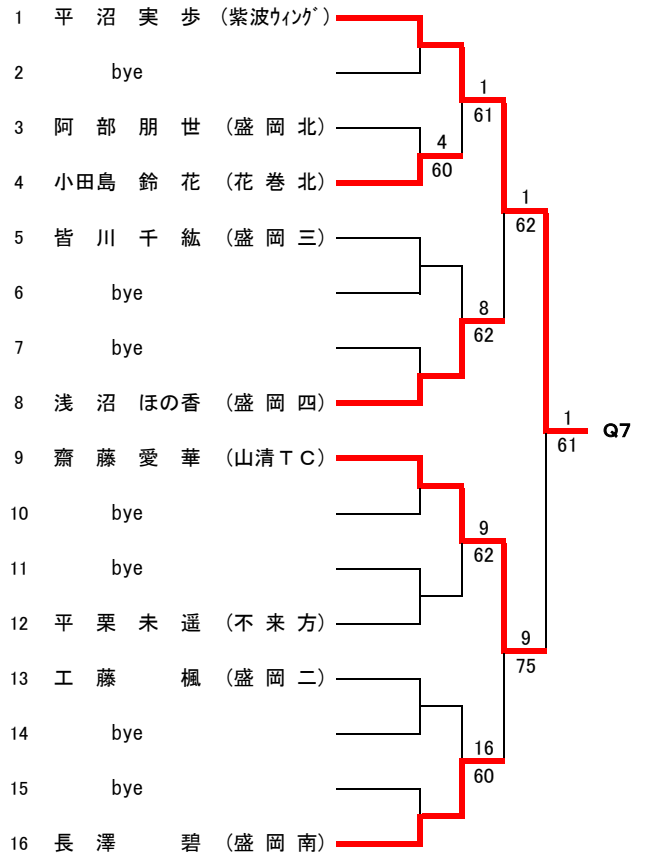 1 平 沼 実 歩 (紫波ウィング)
2 bye
1
61
3 阿 部 朋 世 (盛 岡 北)
4
60
4 小田島 鈴 花 (花 巻 北)
1
62
5 皆 川 千 紘 (盛 岡 三)
6 bye
8
62
7 bye
8 浅 沼 ほの香 (盛 岡 四)
1
61
Q7
9 齋 藤 愛 華 (山清TC)
10 bye
9
62
11 bye
12 平 栗 未 遥 (不 来 方)
9
75
13 工 藤 楓 (盛 岡 二)
14 bye
16
60
15 bye
16 長 澤 碧 (盛 岡 南)